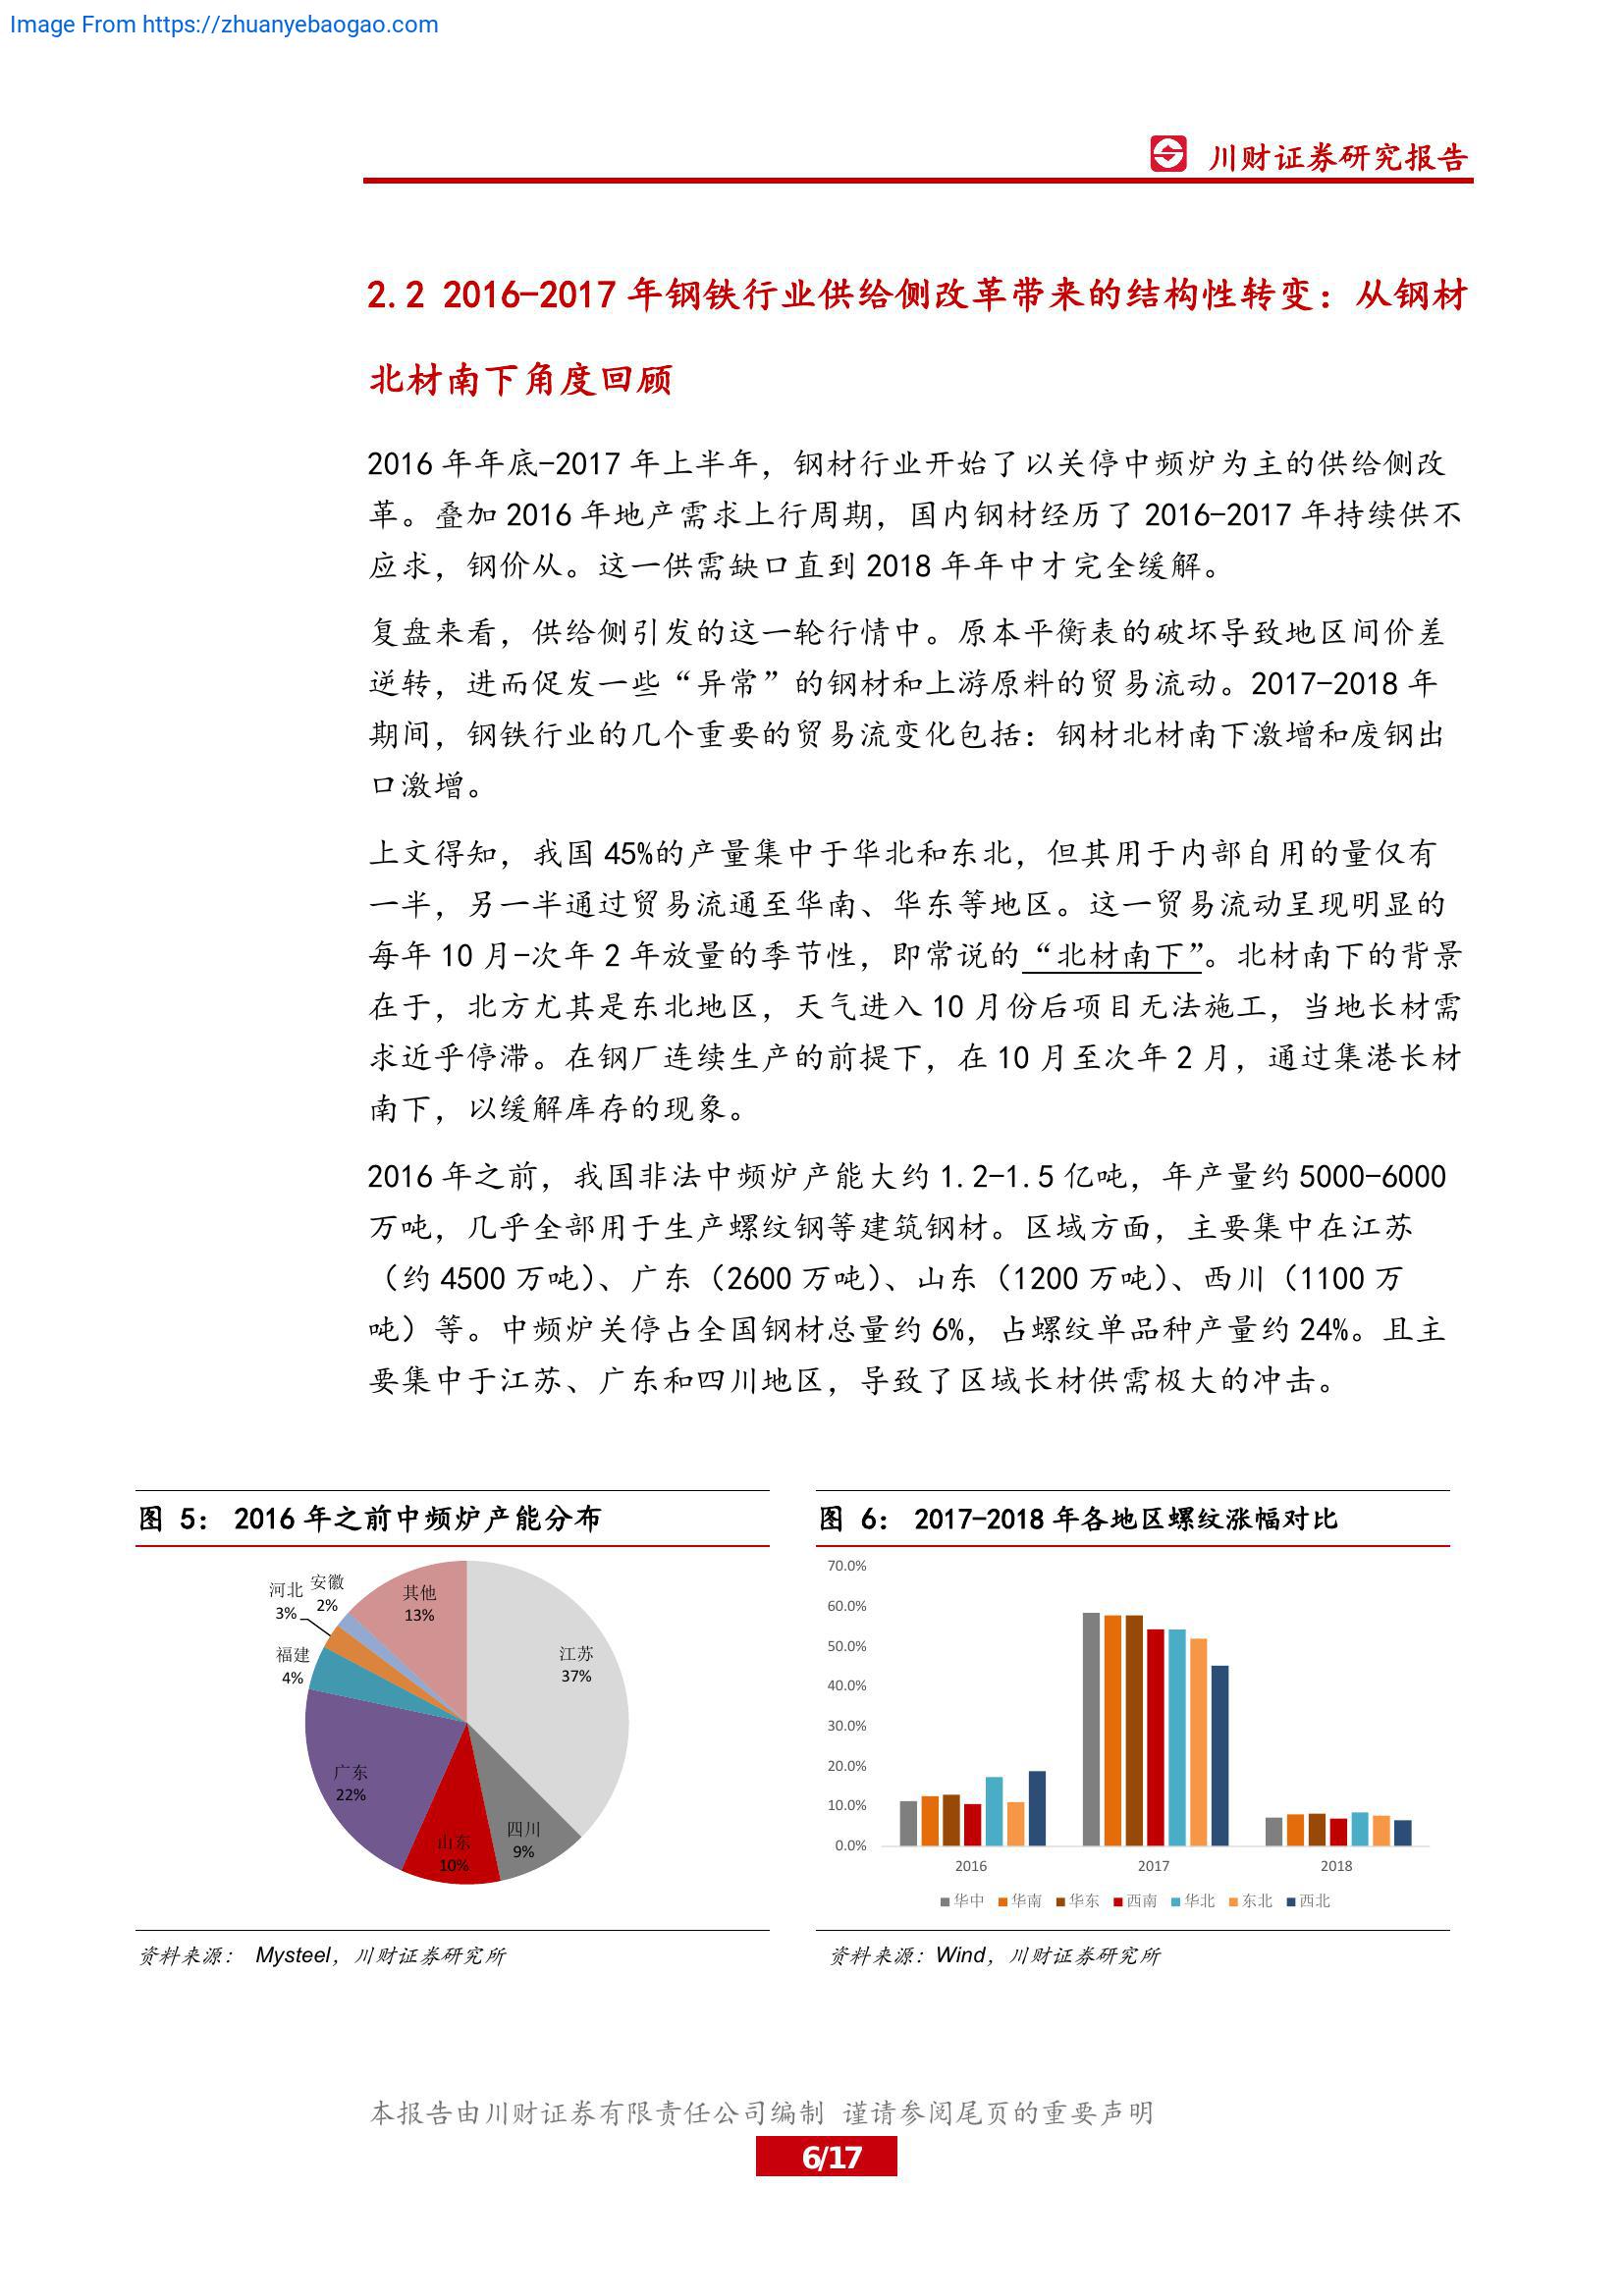 Image From https://zhuanyebaogao.com
川财证券研究报告
2.2 2016-2017 年钢铁行业供给侧改革带来的结构性转变：从钢材
北材南下角度回顾
2016 年年底-2017 年上半年，钢材行业开始了以关停中频炉为主的供给侧改
革。叠加 2016 年地产需求上行周期，国内钢材经历了 2016-2017 年持续供不
应求，钢价从。这一供需缺口直到 2018 年年中才完全缓解。
复盘来看，供给侧引发的这一轮行情中。原本平衡表的破坏导致地区间价差
逆转，进而促发一些“异常”的钢材和上游原料的贸易流动。2017-2018 年
期间，钢铁行业的几个重要的贸易流变化包括：钢材北材南下激增和废钢出
口激增。
上文得知，我国 45%的产量集中于华北和东北，但其用于内部自用的量仅有
一半，另一半通过贸易流通至华南、华东等地区。这一贸易流动呈现明显的
每年 10 月-次年 2 年放量的季节性，即常说的“北材南下”。北材南下的背景
在于，北方尤其是东北地区，天气进入 10 月份后项目无法施工，当地长材需
求近乎停滞。在钢厂连续生产的前提下，在 10 月至次年 2 月，通过集港长材
南下，以缓解库存的现象。
2016 年之前，我国非法中频炉产能大约 1.2-1.5 亿吨，年产量约 5000-6000
万吨，几乎全部用于生产螺纹钢等建筑钢材。区域方面，主要集中在江苏
（约 4500 万吨）、广东（2600 万吨）、山东（1200 万吨）、西川（1100 万
吨）等。中频炉关停占全国钢材总量约 6%，占螺纹单品种产量约 24%。且主
要集中于江苏、广东和四川地区，导致了区域长材供需极大的冲击。
图 5： 2016 年之前中频炉产能分布
江苏
37%
四川
9%
山东
10%
广东
22%
福建
4%
河北
3%
安徽
2%
其他
13%
资料来源： Mysteel，川财证券研究所
图 6： 2017-2018 年各地区螺纹涨幅对比
70.0%
60.0%
50.0%
40.0%
30.0%
20.0%
10.0%
0.0%
2016 2017 2018
华中 华南 华东 西南 华北 东北 西北
资料来源：Wind，川财证券研究所
本报告由川财证券有限责任公司编制 谨请参阅尾页的重要声明
6/17